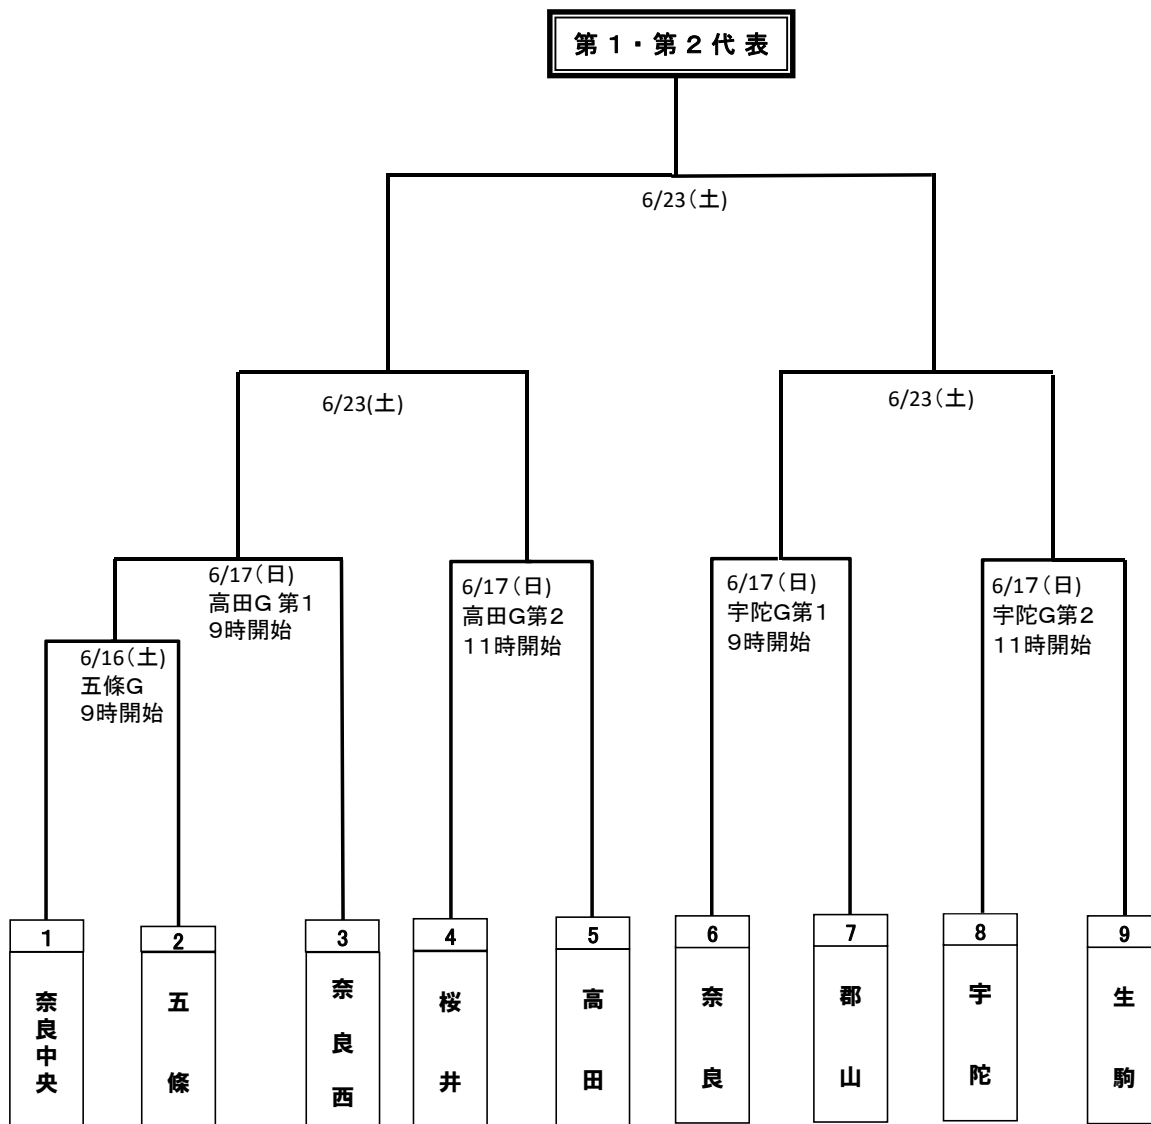 第１・第２代 表
6/23（土）
6/23(土)
6/23（土）
6/17（日）
高田G 第１
９時開始
6/17（日）
高田G第２
１１時開始
6/17（日）
宇陀G第１
９時開始
6/17（日）
宇陀G第２
１１時開始
6/16（土）
五條G
９時開始
1
2
3
4
5
6
7
8
9
奈良中央
五條
奈良西
桜井
高田
奈良
郡山
宇陀
生駒